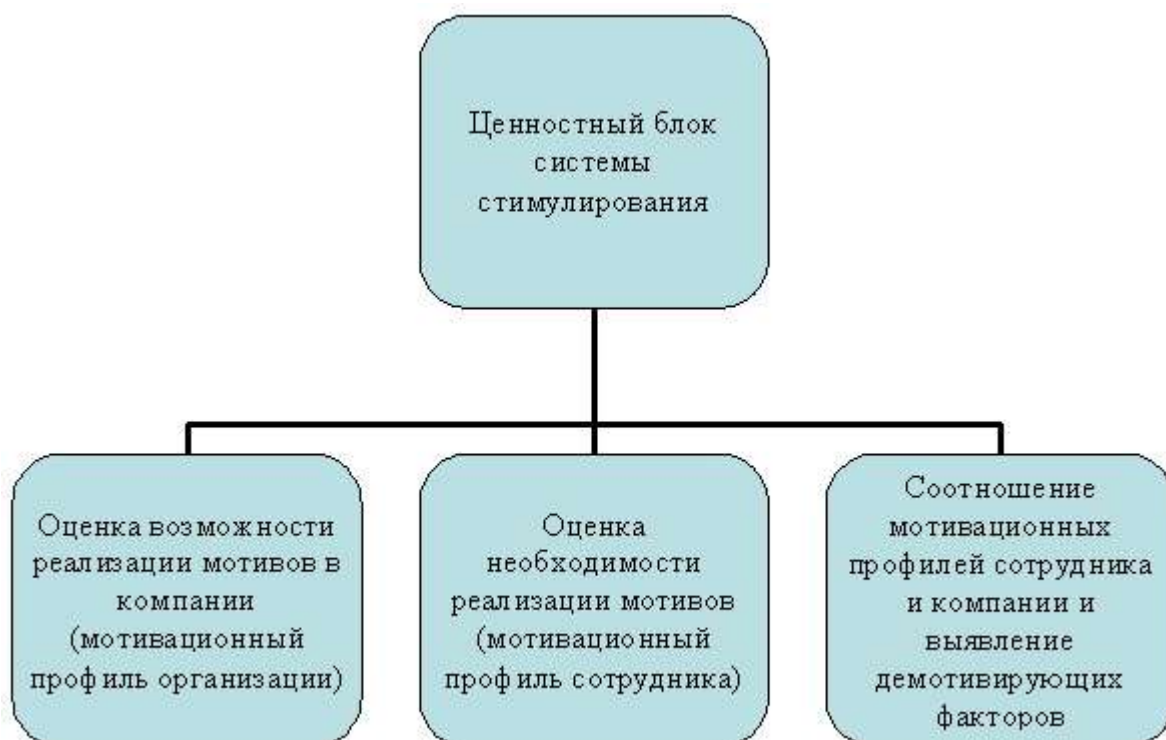 Ценностный блок
системы
стимулирования
Оценка возможности
реализации мотивов в
компании
(мотивационный
профиль организации)
Оценка
необходимости
реализации мотивов
(мотивационный
профиль сотрудника)
Соотношение
мотивационных
профилей сотрудника
и компании и
выявление
демотивирующих
факторов